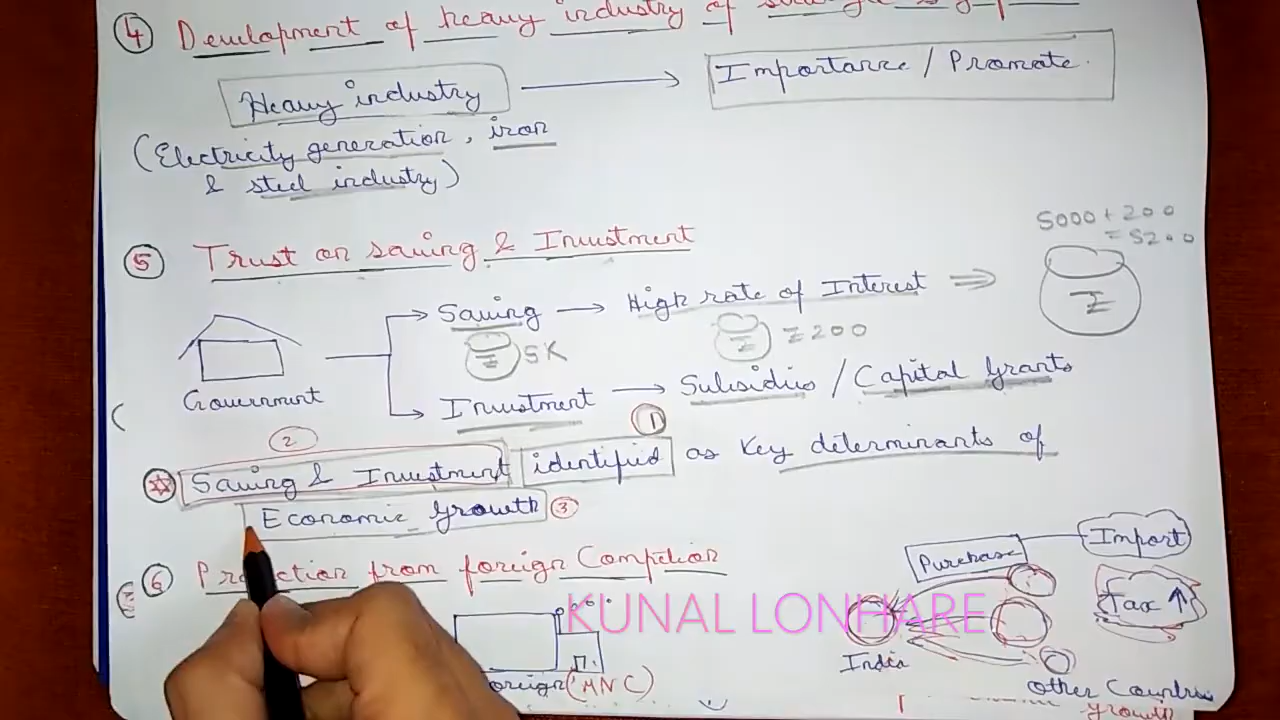 ④ Development of heavy industry of
Heavy industry → Importance / Promote.
(Electricity generation, iron
& steel industry)
5000 + 200
= 5200
⑤ Trust on saving & Investment
Saving → High rate of Interest ⇒
5K
200
Government
Investment → Subsidies / Capital Grants
①
②
Saving & Investment identified as key determinants of
Economic Growth ③
⑥ from foreign Competion
Purchase
Import
Tax ↑
KUNAL LONHARE
India
(MNC)
other Countries
growth